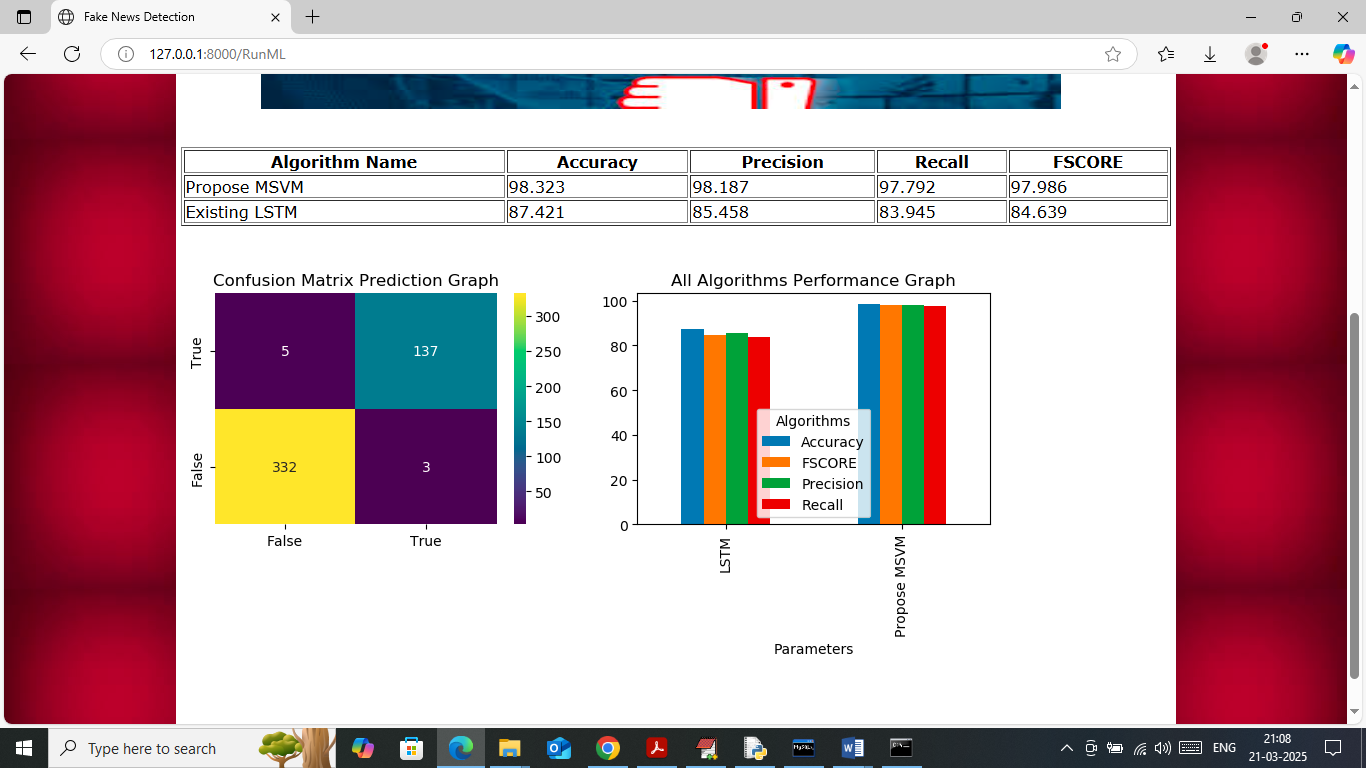 Fake News Detection
127.0.0.1:8000/RunML
Algorithm Name Accuracy Precision Recall FSCORE
Propose MSVM 98.323 98.187 97.792 97.986
Existing LSTM 87.421 85.458 83.945 84.639
Confusion Matrix Prediction Graph
True
False
5 137
332 3
False True
300
250
200
150
100
50
All Algorithms Performance Graph
100
80
60
40
20
0
Algorithms
Accuracy
FSCORE
Precision
Recall
LSTM
Propose MSVM
Parameters
Type here to search
ENG
21:08
21-03-2025